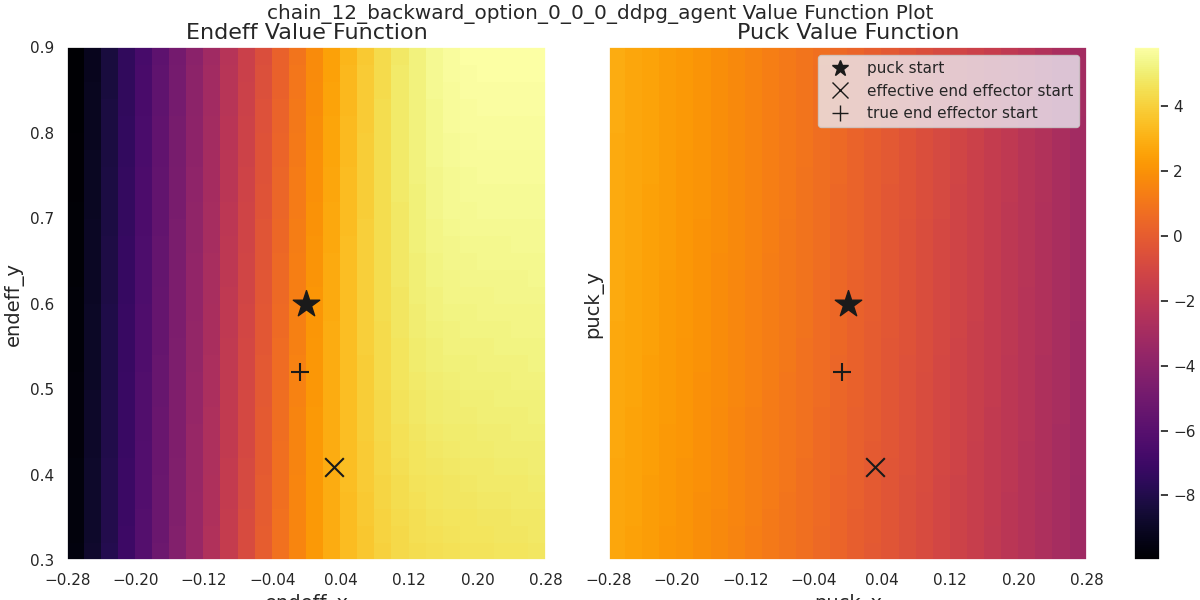 chain_12_backward_option_0_0_0_ddpg_agent Value Function Plot
Endeff Value Function
Puck Value Function
puck start
effective end effector start
true end effector start
endeff_y
0.9
0.8
0.7
0.6
0.5
0.4
0.3
−0.28 −0.20 −0.12 −0.04 0.04 0.12 0.20 0.28
endeff_x
puck_y
−0.28 −0.20 −0.12 −0.04 0.04 0.12 0.20 0.28
puck_x
4
2
0
−2
−4
−6
−8